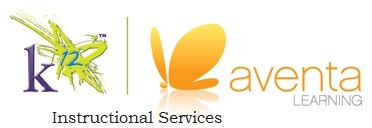 k12™
aventa
LEARNING
Instructional Services